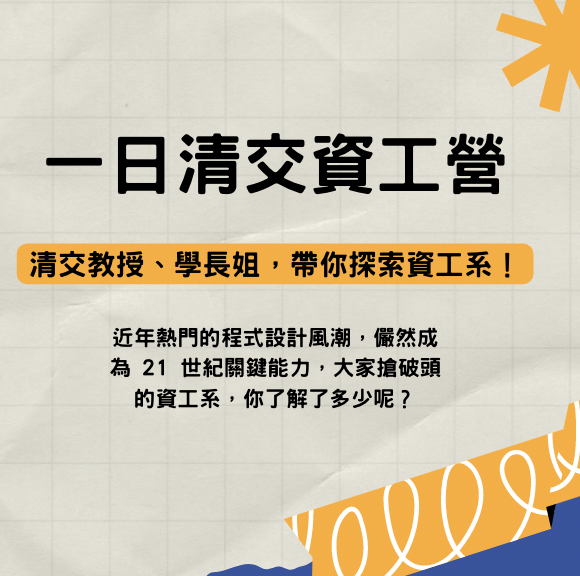 一日清交資工營
清交教授、學長姐，帶你探索資工系！
近年熱門的程式設計風潮，儼然成
為 21 世紀關鍵能力，大家搶破頭
的資工系，你了解了多少呢？